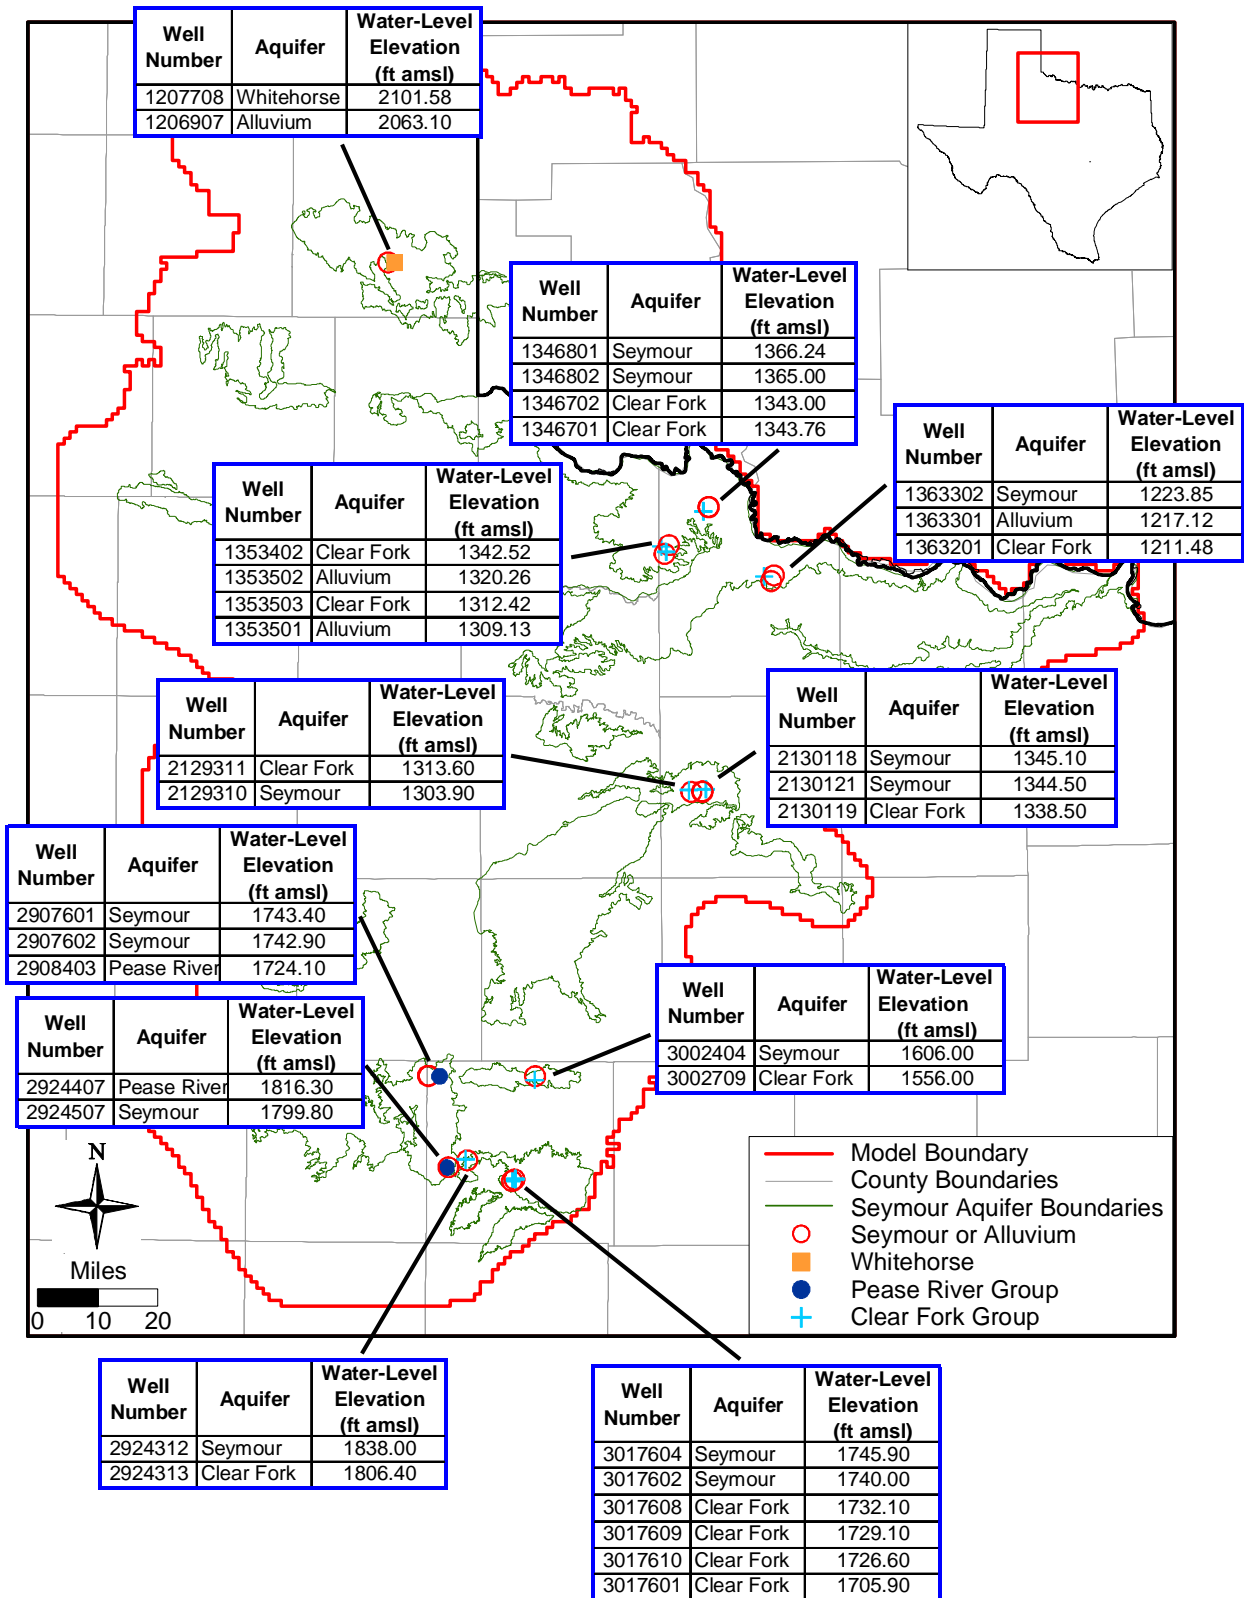 Well Number Aquifer Water-Level Elevation (ft amsl)
1207708 Whitehorse 2101.58
1206907 Alluvium 2063.10
Well Number Aquifer Water-Level Elevation (ft amsl)
1346801 Seymour 1366.24
1346802 Seymour 1365.00
1346702 Clear Fork 1343.00
1346701 Clear Fork 1343.76
Well Number Aquifer Water-Level Elevation (ft amsl)
1363302 Seymour 1223.85
1363301 Alluvium 1217.12
1363201 Clear Fork 1211.48
Well Number Aquifer Water-Level Elevation (ft amsl)
1353402 Clear Fork 1342.52
1353502 Alluvium 1320.26
1353503 Clear Fork 1312.42
1353501 Alluvium 1309.13
Well Number Aquifer Water-Level Elevation (ft amsl)
2129311 Clear Fork 1313.60
2129310 Seymour 1303.90
Well Number Aquifer Water-Level Elevation (ft amsl)
2130118 Seymour 1345.10
2130121 Seymour 1344.50
2130119 Clear Fork 1338.50
Well Number Aquifer Water-Level Elevation (ft amsl)
2907601 Seymour 1743.40
2907602 Seymour 1742.90
2908403 Pease River 1724.10
Well Number Aquifer Water-Level Elevation (ft amsl)
3002404 Seymour 1606.00
3002709 Clear Fork 1556.00
Well Number Aquifer Water-Level Elevation (ft amsl)
2924407 Pease River 1816.30
2924507 Seymour 1799.80
N
Miles
0 10 20
Model Boundary
County Boundaries
Seymour Aquifer Boundaries
Seymour or Alluvium
Whitehorse
Pease River Group
Clear Fork Group
Well Number Aquifer Water-Level Elevation (ft amsl)
2924312 Seymour 1838.00
2924313 Clear Fork 1806.40
Well Number Aquifer Water-Level Elevation (ft amsl)
3017604 Seymour 1745.90
3017602 Seymour 1740.00
3017608 Clear Fork 1732.10
3017609 Clear Fork 1729.10
3017610 Clear Fork 1726.60
3017601 Clear Fork 1705.90